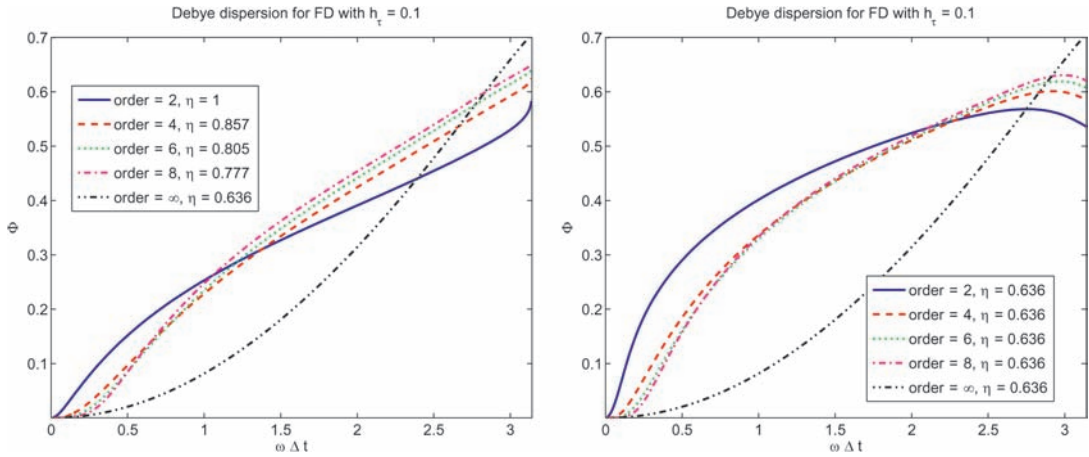 Debye dispersion for FD with hτ = 0.1
0.7
0.6
0.5
0.4
0.3
0.2
0.1
Φ
order = 2, η = 1
order = 4, η = 0.857
order = 6, η = 0.805
order = 8, η = 0.777
order = ∞, η = 0.636
0 0.5 1 1.5 2 2.5 3
ω Δ t
Debye dispersion for FD with hτ = 0.1
0.7
0.6
0.5
0.4
0.3
0.2
0.1
Φ
order = 2, η = 0.636
order = 4, η = 0.636
order = 6, η = 0.636
order = 8, η = 0.636
order = ∞, η = 0.636
0 0.5 1 1.5 2 2.5 3
ω Δ t